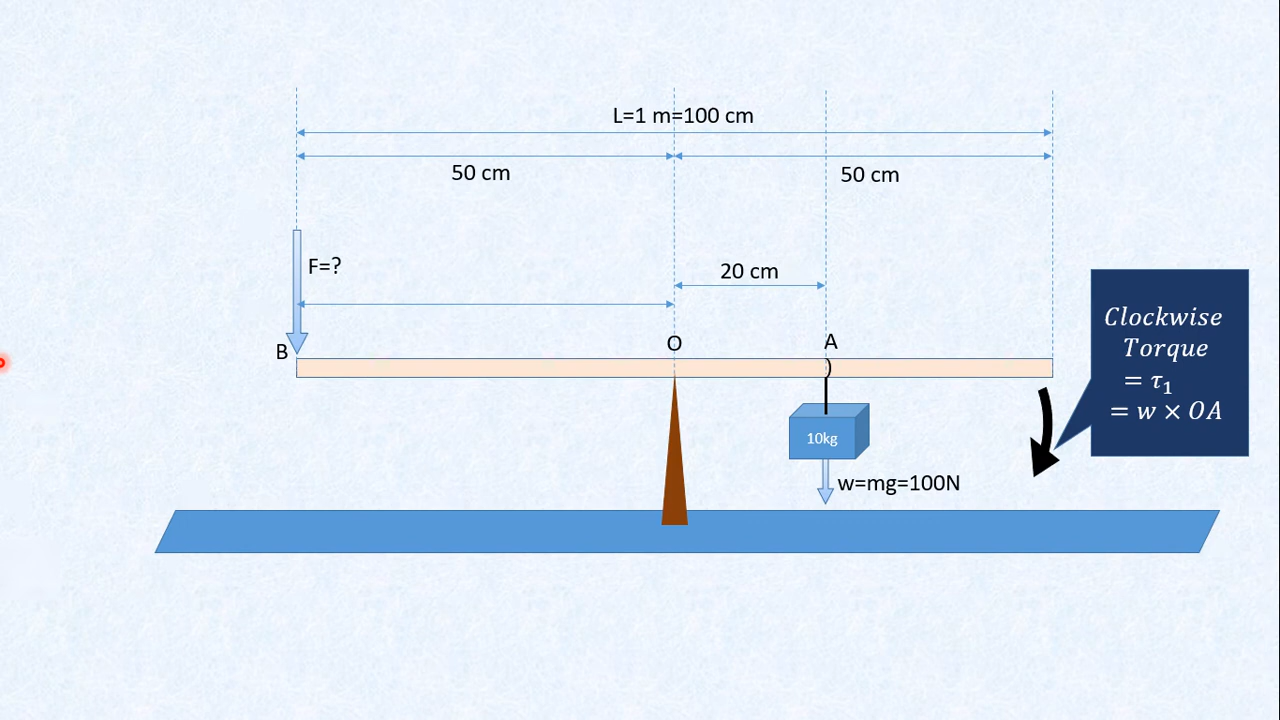 L=1 m=100 cm
50 cm
50 cm
F=?
20 cm
B
O
A
)
10kg
w=mg=100N
Clockwise
Torque
= τ₁
= w × OA